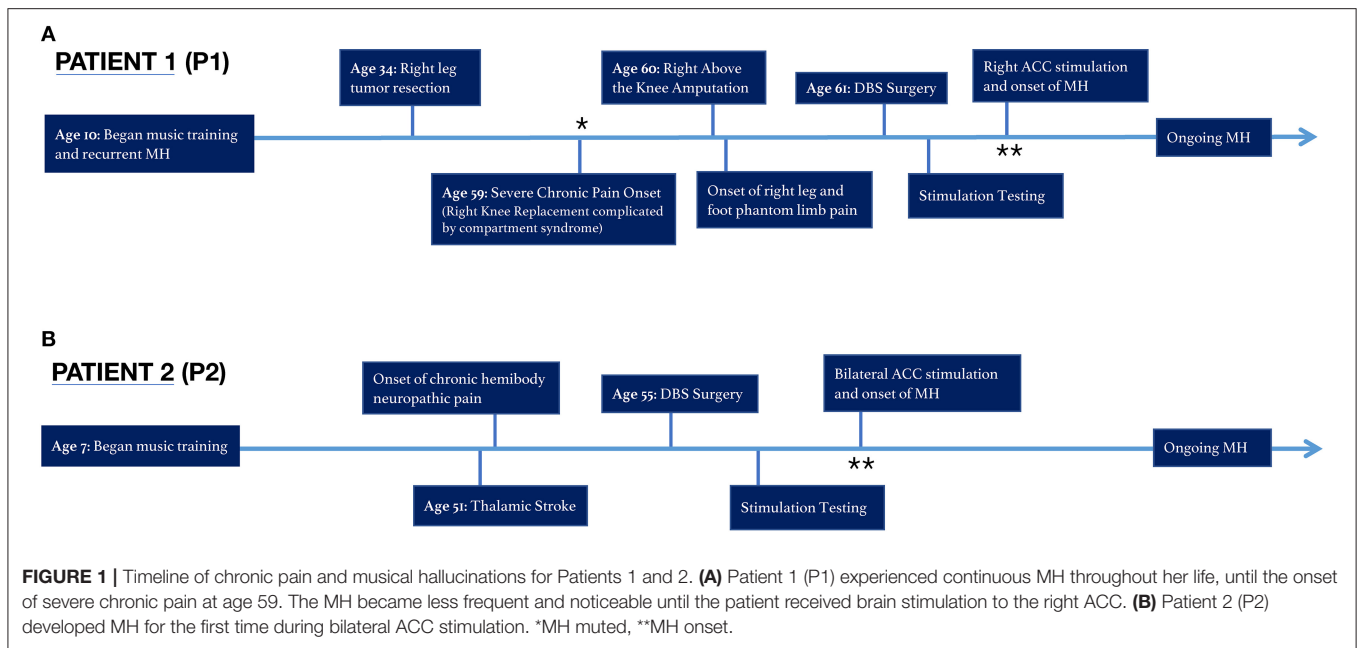 A
PATIENT 1 (P1)
Age 10: Began music training
and recurrent MH
Age 34: Right leg
tumor resection
*
Age 59: Severe Chronic Pain Onset
(Right Knee Replacement complicated
by compartment syndrome)
Age 60: Right Above
the Knee Amputation
Onset of right leg and
foot phantom limb pain
Age 61: DBS Surgery
Stimulation Testing
Right ACC stimulation
and onset of MH
**
Ongoing MH
B
PATIENT 2 (P2)
Age 7: Began music training
Onset of chronic hemibody
neuropathic pain
Age 51: Thalamic Stroke
Age 55: DBS Surgery
Stimulation Testing
Bilateral ACC stimulation
and onset of MH
**
Ongoing MH
FIGURE 1 | Timeline of chronic pain and musical hallucinations for Patients 1 and 2. (A) Patient 1 (P1) experienced continuous MH throughout her life, until the onset
of severe chronic pain at age 59. The MH became less frequent and noticeable until the patient received brain stimulation to the right ACC. (B) Patient 2 (P2)
developed MH for the first time during bilateral ACC stimulation. *MH muted, **MH onset.